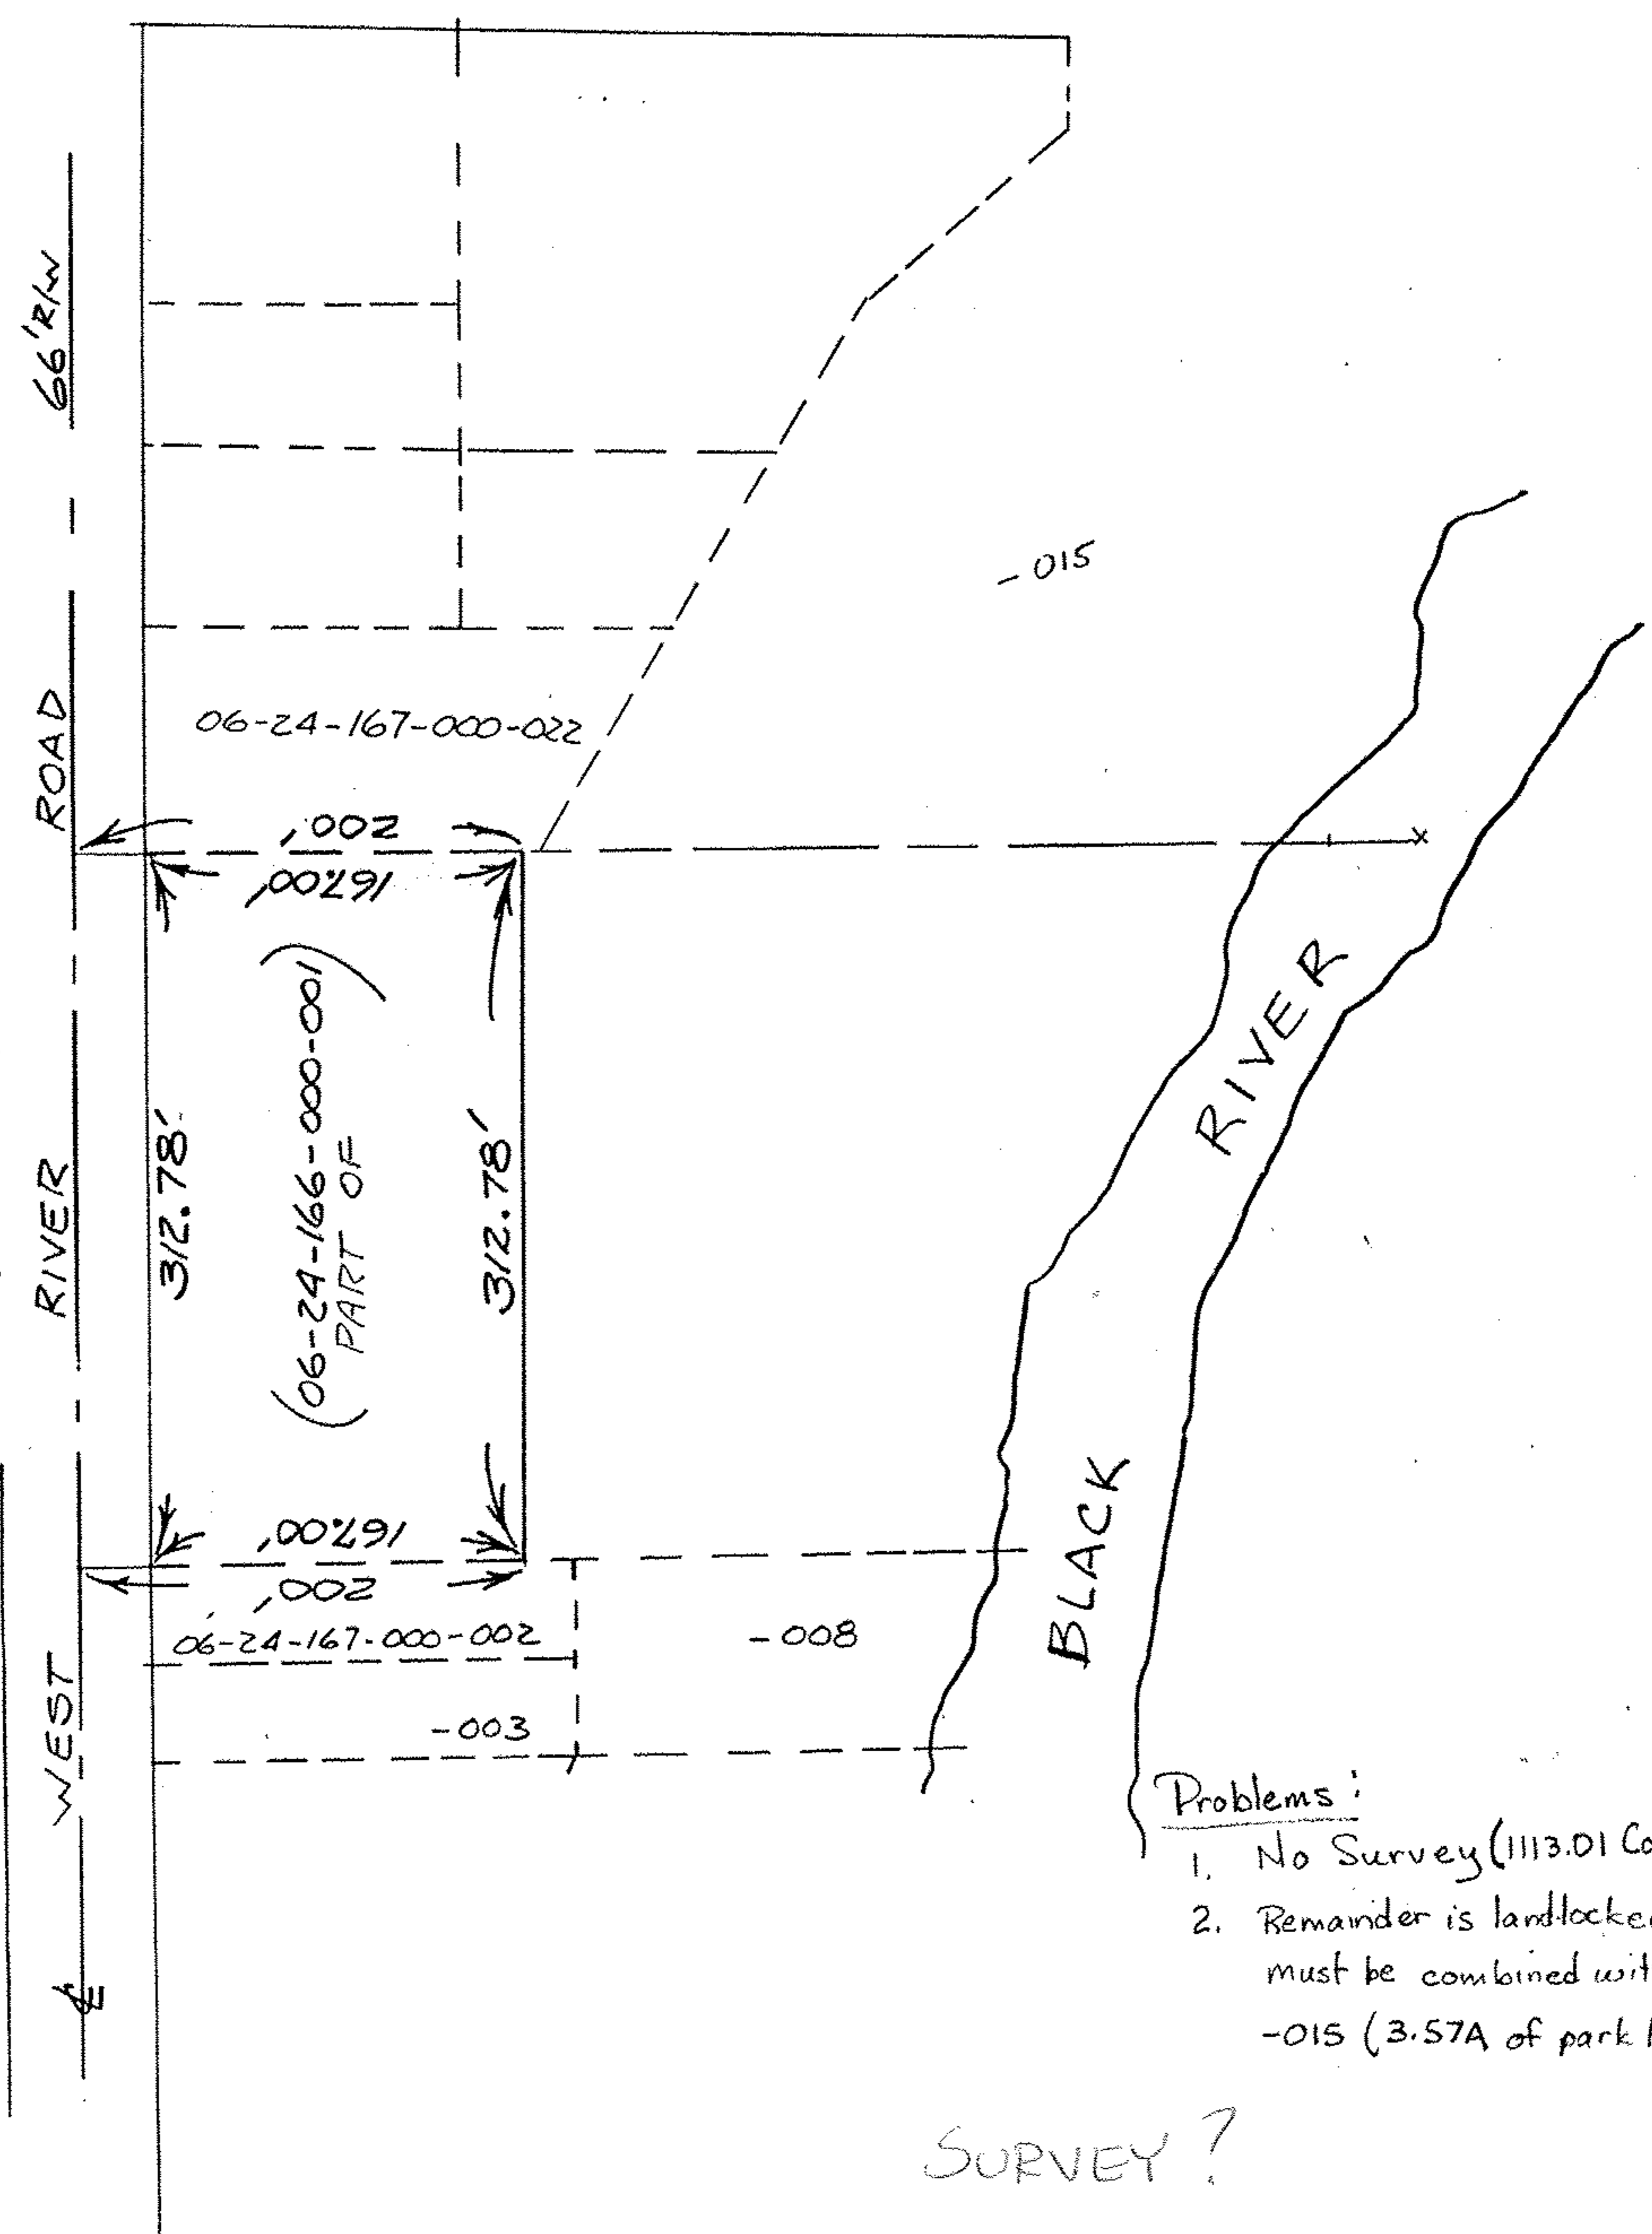 66' R/W
ROAD
RIVER
WEST
℄
-015
06-24-167-000-022
200'
167.00'
312.78'
(06-24-166-000-001)
PART OF
312.78'
167.00'
200'
06-24-167-000-002
-008
-003
BLACK RIVER
Problems:
1. No Survey (1113.01
2. Remainder is landlocke
must be combined wit
-015 (3.57A of park
SURVEY?